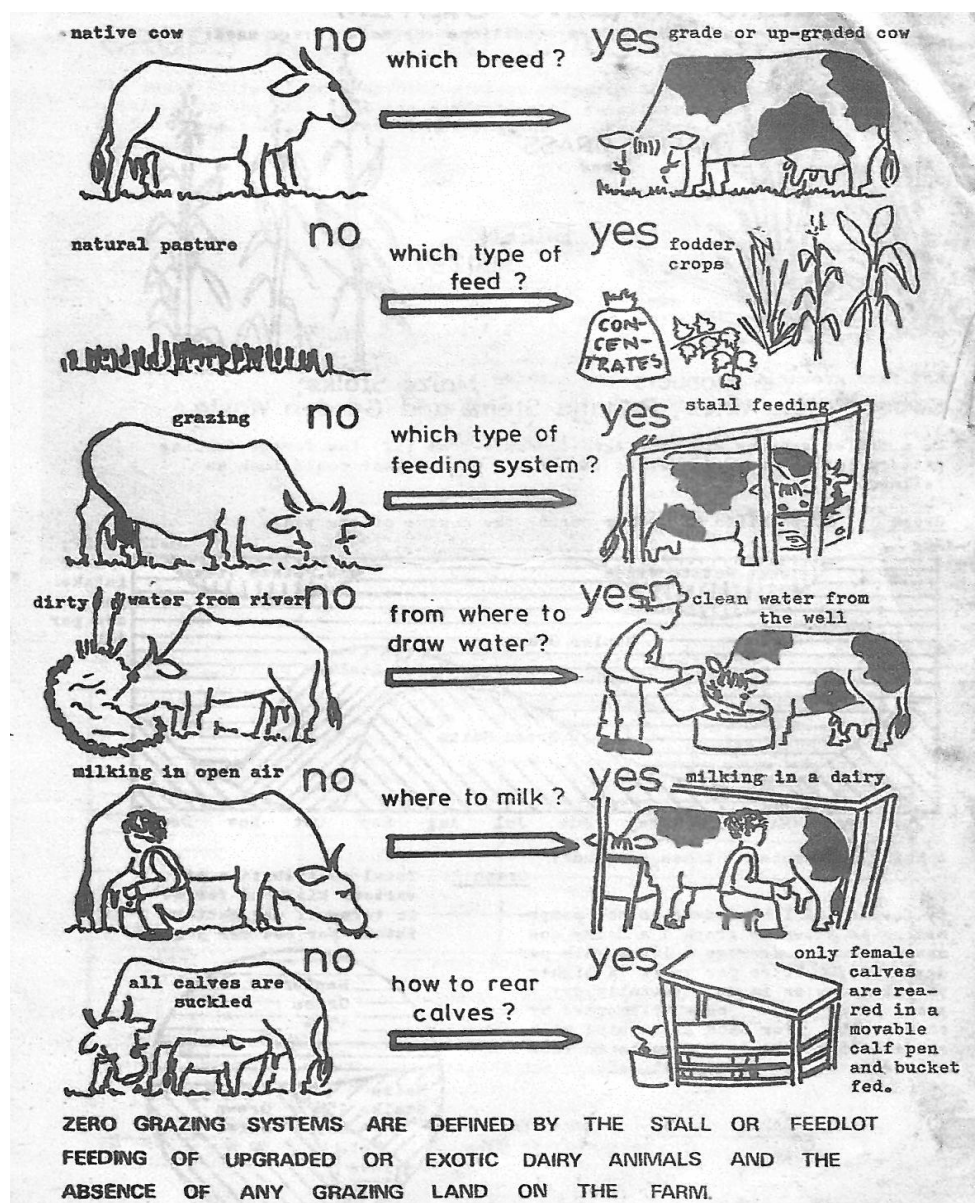 native cow
no
which breed ?
yes
grade or up-graded cow
natural pasture
no
which type of
feed ?
yes
fodder
crops
CON-
CEN-
TRATES
grazing
no
which type of
feeding system ?
yes
stall feeding
dirty water from river
no
from where to
draw water ?
yes
clean water from
the well
milking in open air
no
where to milk ?
yes
milking in a dairy
all calves are
suckled
no
how to rear
calves ?
yes
only female
calves
are rea-
red in a
movable
calf pen
and bucket
fed.
ZERO GRAZING SYSTEMS ARE DEFINED BY THE STALL OR FEEDLOT
FEEDING OF UPGRADED OR EXOTIC DAIRY ANIMALS AND THE
ABSENCE OF ANY GRAZING LAND ON THE FARM.